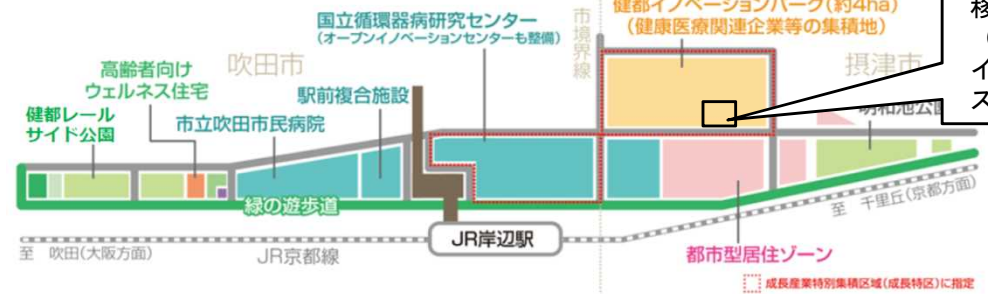 国立循環器病研究センター
(オープンイノベーションセンターも整備)
市境界線
健都イノベーションパーク(約4ha)
(健康医療関連企業等の集積地)
移
(
イ
ス
高齢者向け
ウェルネス住宅
吹田市
摂津市
駅前複合施設
健都レール
サイド公園
市立吹田市民病院
明和池公園
緑の遊歩道
JR岸辺駅
至 吹田(大阪方面)
JR京都線
至 千里丘(京都方面)
都市型居住ゾーン
成長産業特別集積区域(成長特区)に指定